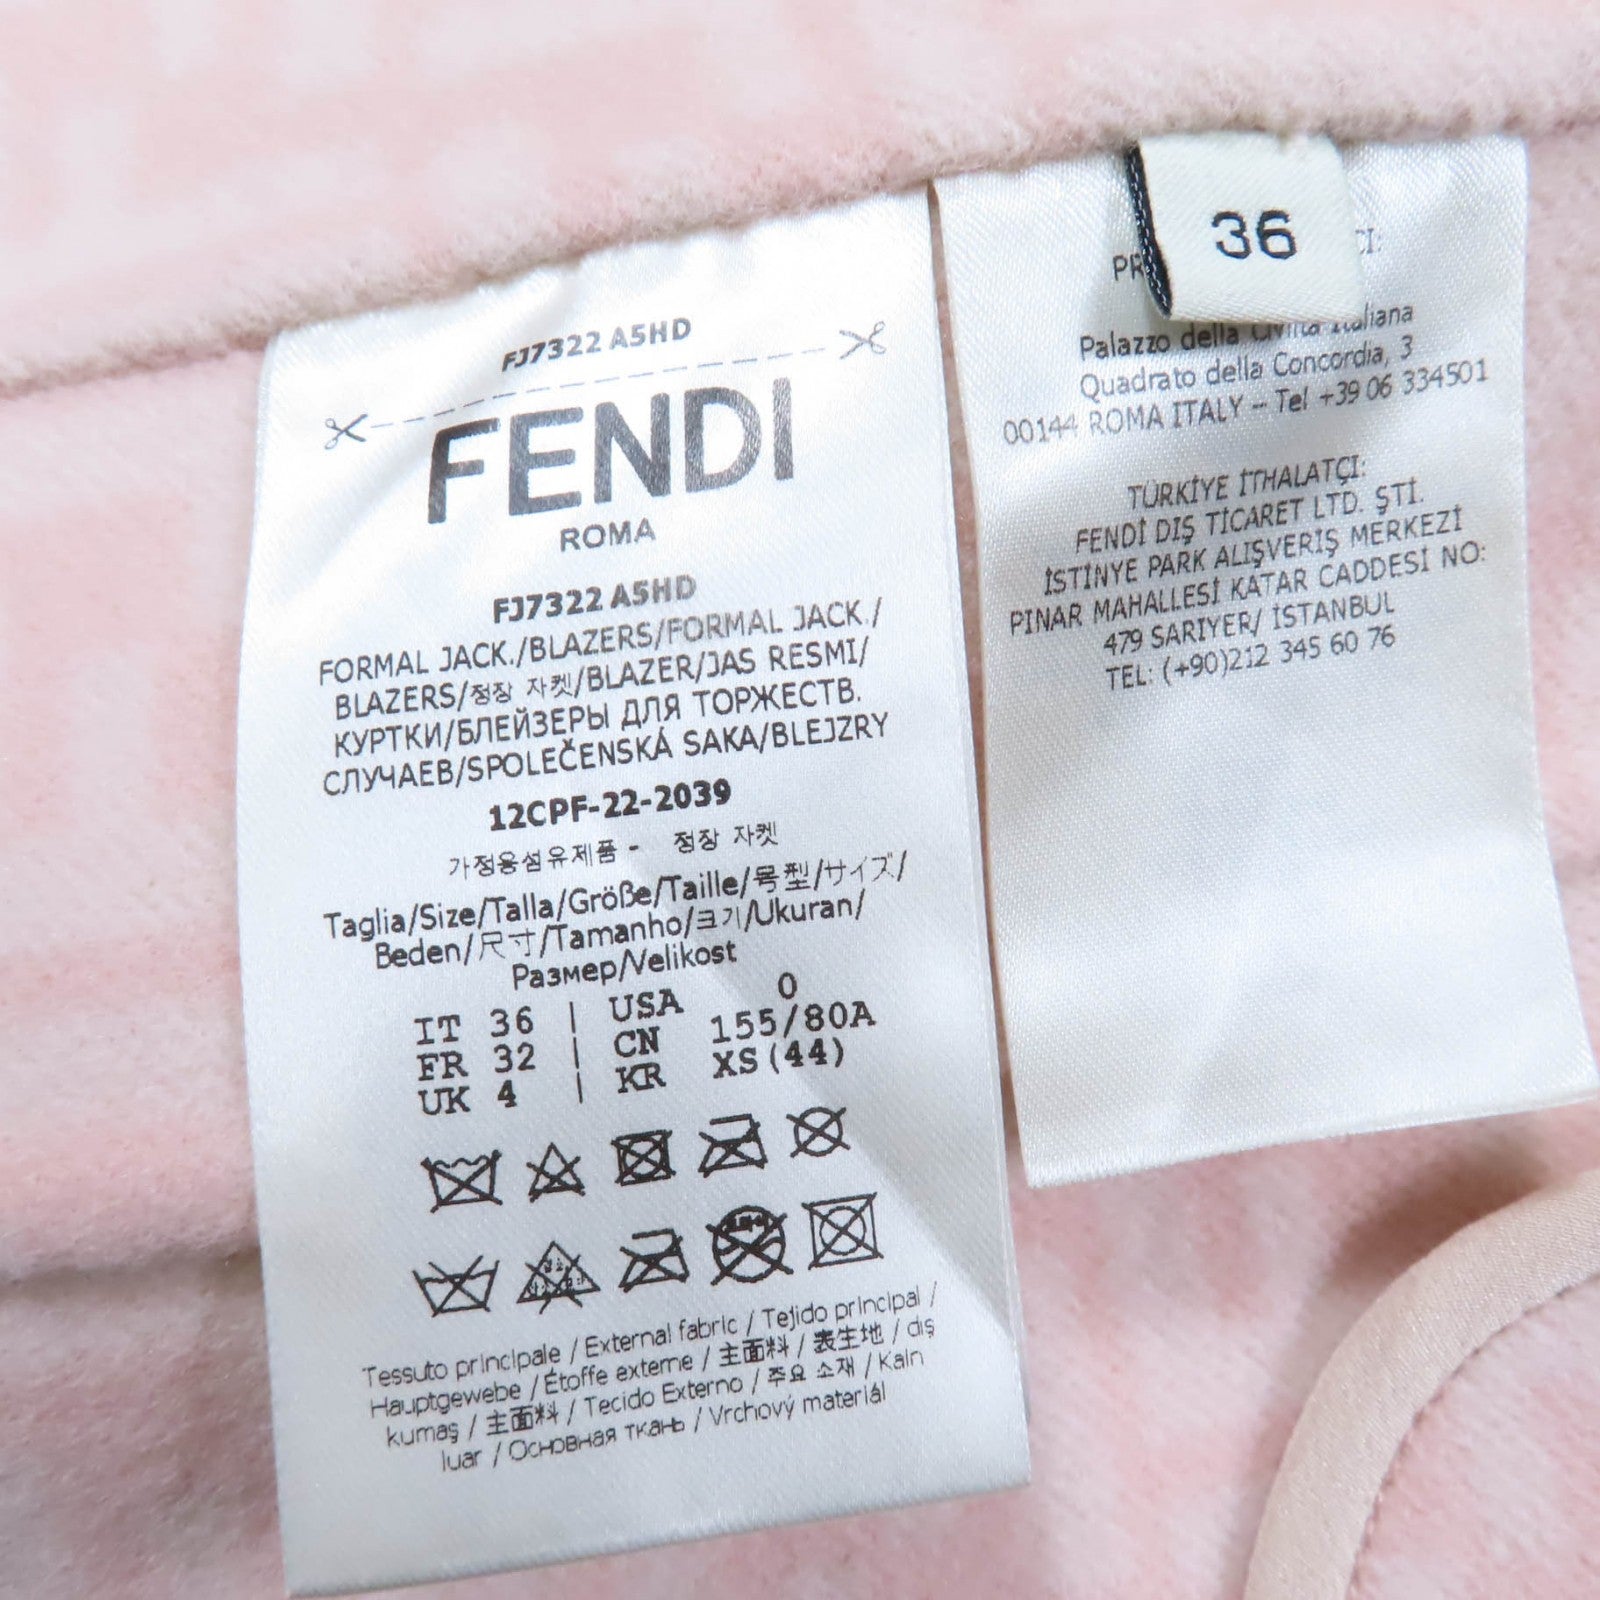 FJ7322 A5HD
FENDI
ROMA
FJ7322 A5HD
FORMAL JACK./BLAZERS/FORMAL JACK./
BLAZERS/정장 자켓/BLAZER/JAS RESMI/
КУРТКИ/БЛЕЙЗЕРЫ ДЛЯ ТОРЖЕСТВ.
СЛУЧАЕВ/SPOLEČENSKÁ SAKA/BLEJZRY
12CPF-22-2039
가정용섬유제품 - 정장 자켓
Taglia/Size/Talla/Größe/Taille/号型/サイズ/
Beden/尺寸/Tamanho/크기/Ukuran/
Размер/Velikost
IT 36 | USA 0
FR 32 | CN 155/80A
UK 4 | KR XS(44)
Tessuto principale / External fabric / Tejido principal /
Hauptgewebe / Étoffe externe / 主面料 / 表生地 / dış
kumaş / 主面料 / Tecido Externo / 주요 소재 / Kain
luar / Основная ткань / Vrchový materiál
36
Palazzo della Civiltà Italiana
Quadrato della Concordia, 3
00144 ROMA ITALY – Tel +39 06 334501
TÜRKİYE İTHALATÇI:
FENDİ DIŞ TİCARET LTD. ŞTİ.
İSTİNYE PARK ALIŞVERİŞ MERKEZİ
PINAR MAHALLESİ KATAR CADDESİ NO:
479 SARIYER/ İSTANBUL
TEL: (+90)212 345 60 76